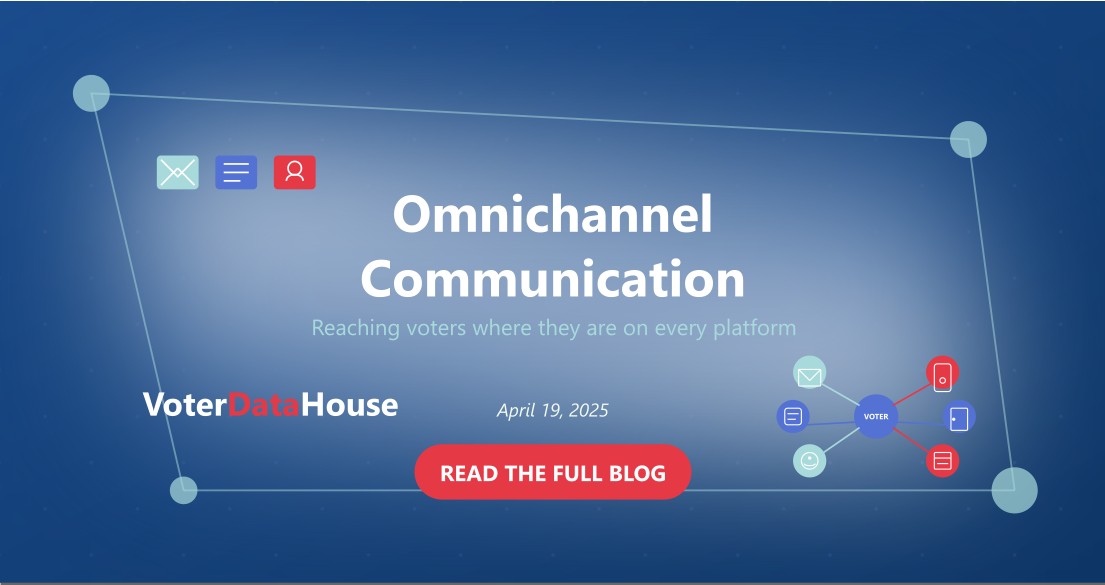 Omnichannel
Communication
Reaching voters where they are on every platform
VoterDataHouse
April 19, 2025
VOTER
READ THE FULL BLOG